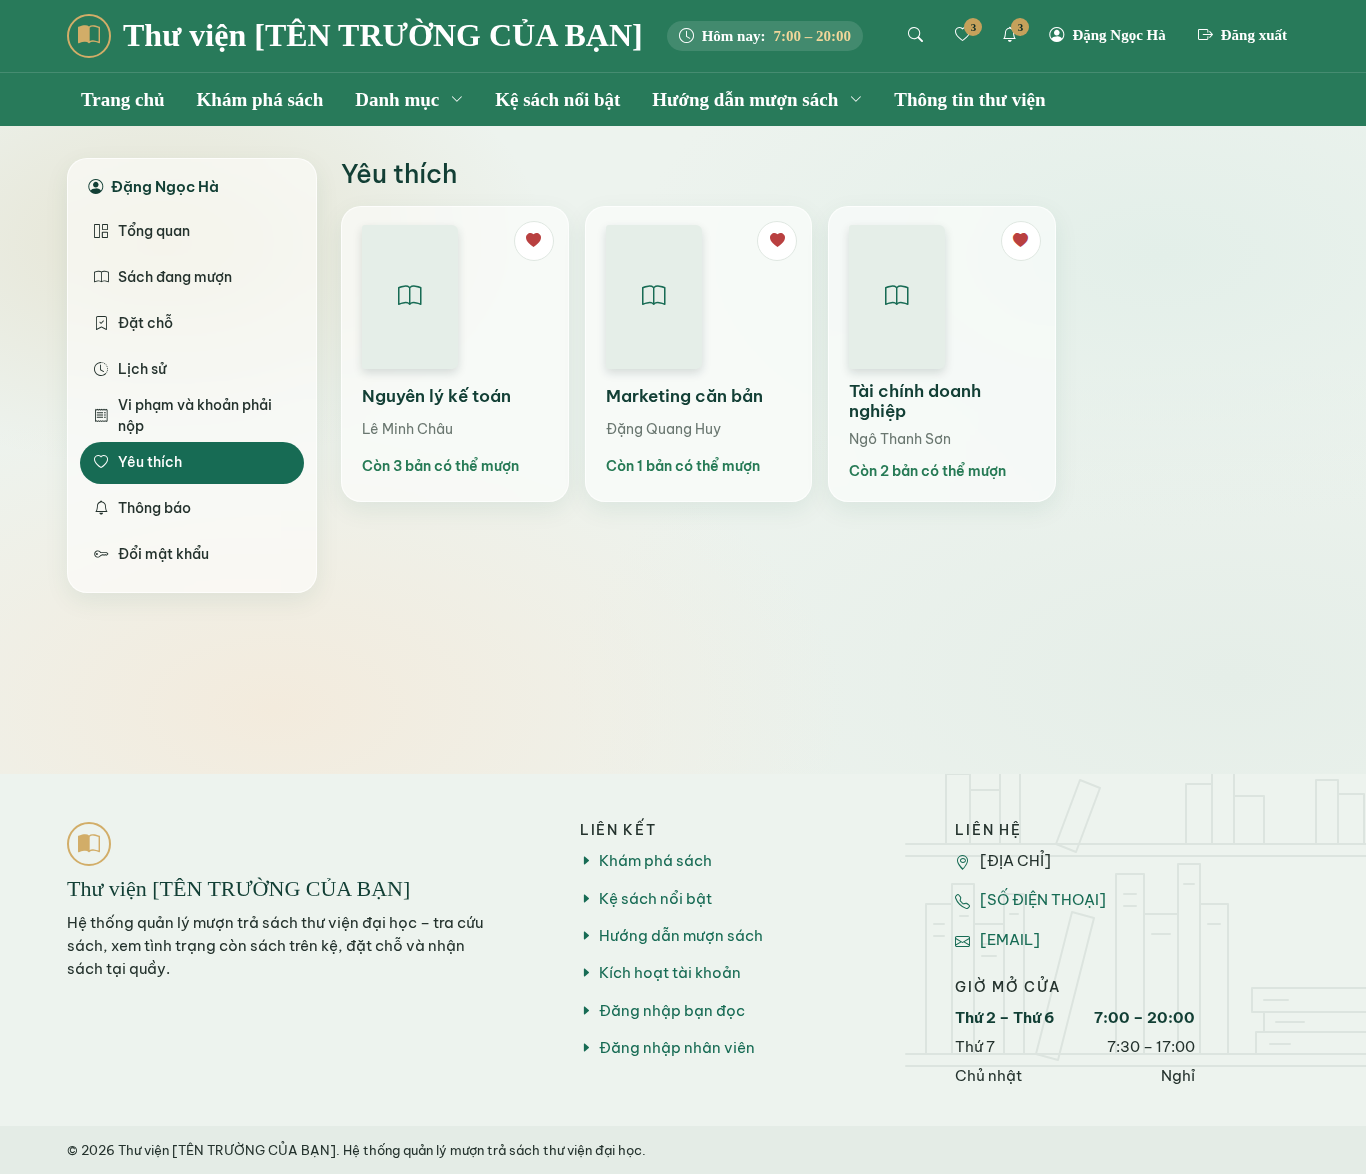 Thư viện [TÊN TRƯỜNG CỦA BẠN]
Hôm nay: 7:00 – 20:00
3
3
Đặng Ngọc Hà
Đăng xuất
Trang chủ
Khám phá sách
Danh mục
Kệ sách nổi bật
Hướng dẫn mượn sách
Thông tin thư viện
Đặng Ngọc Hà
Tổng quan
Sách đang mượn
Đặt chỗ
Lịch sử
Vi phạm và khoản phải
nộp
Yêu thích
Thông báo
Đổi mật khẩu
Yêu thích
Nguyên lý kế toán
Lê Minh Châu
Còn 3 bản có thể mượn
Marketing căn bản
Đặng Quang Huy
Còn 1 bản có thể mượn
Tài chính doanh
nghiệp
Ngô Thanh Sơn
Còn 2 bản có thể mượn
Thư viện [TÊN TRƯỜNG CỦA BẠN]
Hệ thống quản lý mượn trả sách thư viện đại học – tra cứu
sách, xem tình trạng còn sách trên kệ, đặt chỗ và nhận
sách tại quầy.
LIÊN KẾT
Khám phá sách
Kệ sách nổi bật
Hướng dẫn mượn sách
Kích hoạt tài khoản
Đăng nhập bạn đọc
Đăng nhập nhân viên
LIÊN HỆ
[ĐỊA CHỈ]
[SỐ ĐIỆN THOẠI]
[EMAIL]
GIỜ MỞ CỬA
Thứ 2 – Thứ 6 7:00 – 20:00
Thứ 7 7:30 – 17:00
Chủ nhật Nghỉ
© 2026 Thư viện [TÊN TRƯỜNG CỦA BẠN]. Hệ thống quản lý mượn trả sách thư viện đại học.